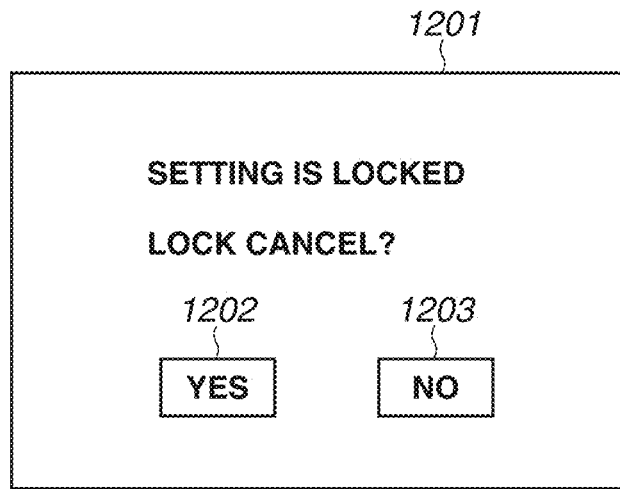 1201
SETTING IS LOCKED
LOCK CANCEL?
1202 1203
YES NO